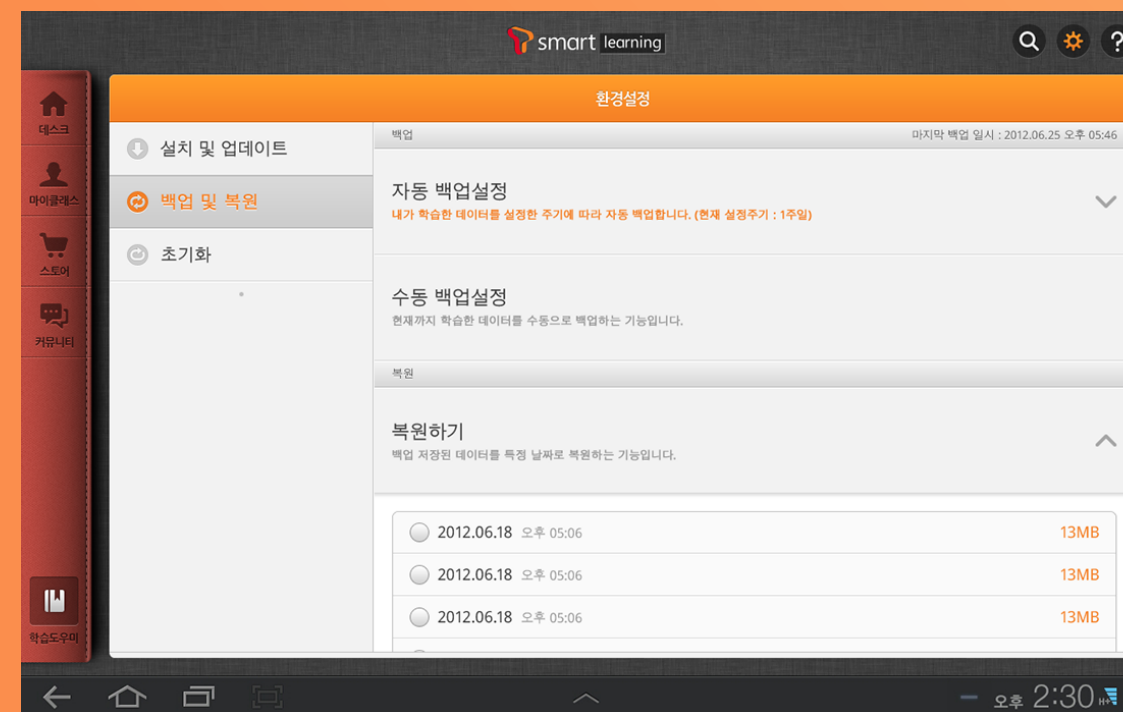 smart learning
?
환경설정
데스크
마이클래스
스토어
커뮤니티
학습도우미
설치 및 업데이트
백업 및 복원
초기화
백업 마지막 백업 일시 : 2012.06.25 오후 05:46
자동 백업설정
내가 학습한 데이터를 설정한 주기에 따라 자동 백업합니다. (현재 설정주기 : 1주일)
수동 백업설정
현재까지 학습한 데이터를 수동으로 백업하는 기능입니다.
복원
복원하기
백업 저장된 데이터를 특정 날짜로 복원하는 기능입니다.
2012.06.18 오후 05:06 13MB
2012.06.18 오후 05:06 13MB
2012.06.18 오후 05:06 13MB
오후 2:30